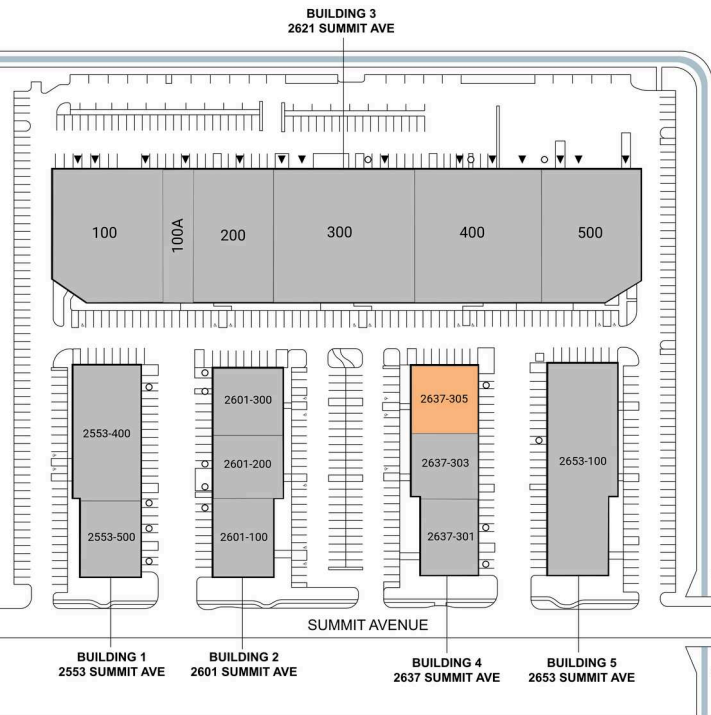 BUILDING 3
2621 SUMMIT AVE
100
100A
200
300
400
500
2553-400
2553-500
2601-300
2601-200
2601-100
2637-305
2637-303
2637-301
2653-100
SUMMIT AVENUE
BUILDING 1
2553 SUMMIT AVE
BUILDING 2
2601 SUMMIT AVE
BUILDING 4
2637 SUMMIT AVE
BUILDING 5
2653 SUMMIT AVE